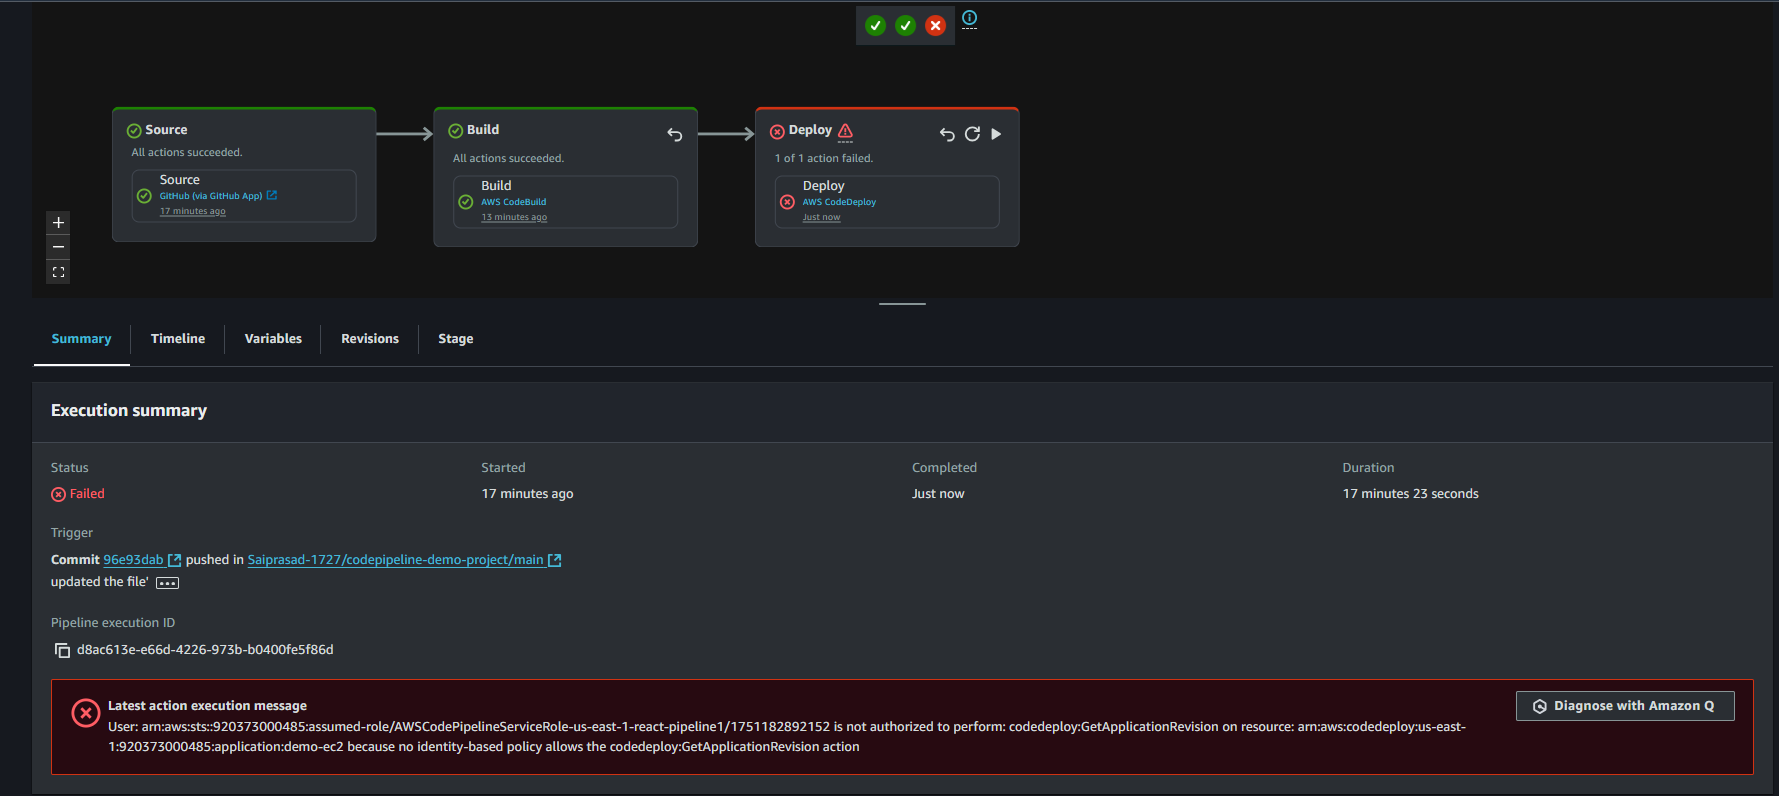 Source
All actions succeeded.
Source
GitHub (via GitHub App)
17 minutes ago
Build
All actions succeeded.
Build
AWS CodeBuild
13 minutes ago
Deploy
1 of 1 action failed.
Deploy
AWS CodeDeploy
Just now
Summary
Timeline
Variables
Revisions
Stage
Execution summary
Status
Failed
Started
17 minutes ago
Completed
Just now
Duration
17 minutes 23 seconds
Trigger
Commit 96e93dab pushed in Saiprasad-1727/codepipeline-demo-project/main
updated the file'
Pipeline execution ID
d8ac613e-e66d-4226-973b-b0400fe5f86d
Latest action execution message
User: arn:aws:sts::920373000485:assumed-role/AWSCodePipelineServiceRole-us-east-1-react-pipeline1/1751182892152 is not authorized to perform: codedeploy:GetApplicationRevision on resource: arn:aws:codedeploy:us-east-
1:920373000485:application:demo-ec2 because no identity-based policy allows the codedeploy:GetApplicationRevision action
Diagnose with Amazon Q